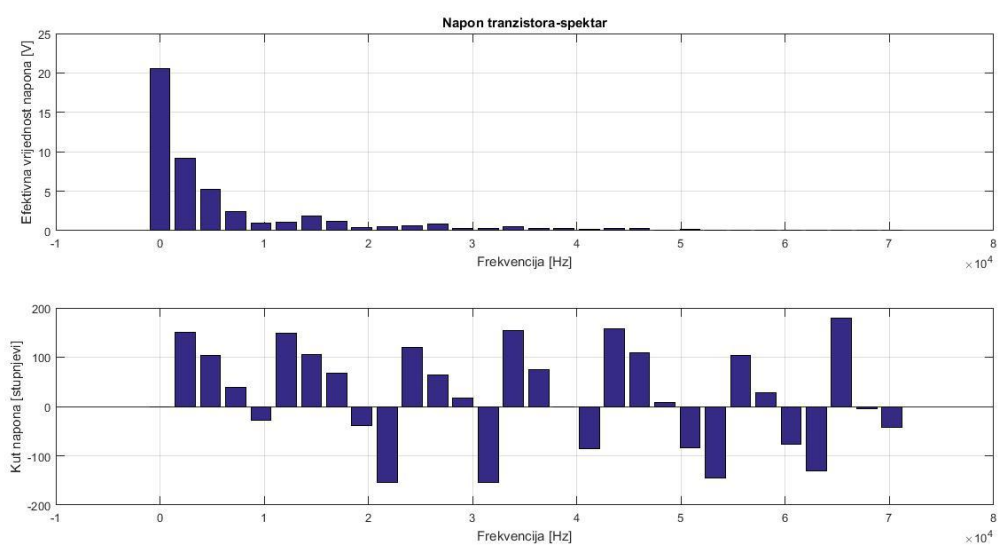 Napon tranzistora-spektar
Efektivna vrijednost napona [V]
25
20
15
10
5
0
-1 0 1 2 3 4 5 6 7 8
Frekvencija [Hz]
×10⁴
Kut napona [stupnjevi]
200
100
0
-100
-200
-1 0 1 2 3 4 5 6 7 8
Frekvencija [Hz]
×10⁴